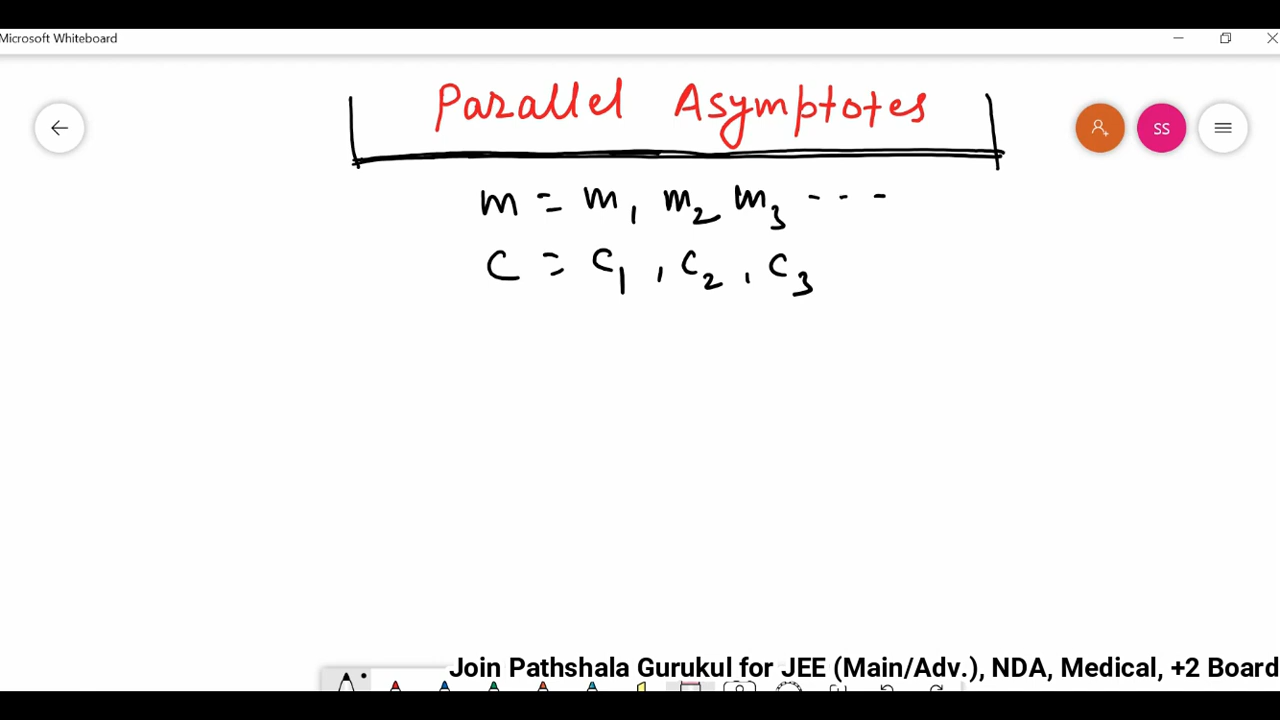 Microsoft Whiteboard
Parallel Asymptotes
SS
m = m1 m2 m3 - - -
c = c1 , c2 , c3
Join Pathshala Gurukul for JEE (Main/Adv.), NDA, Medical, +2 Board